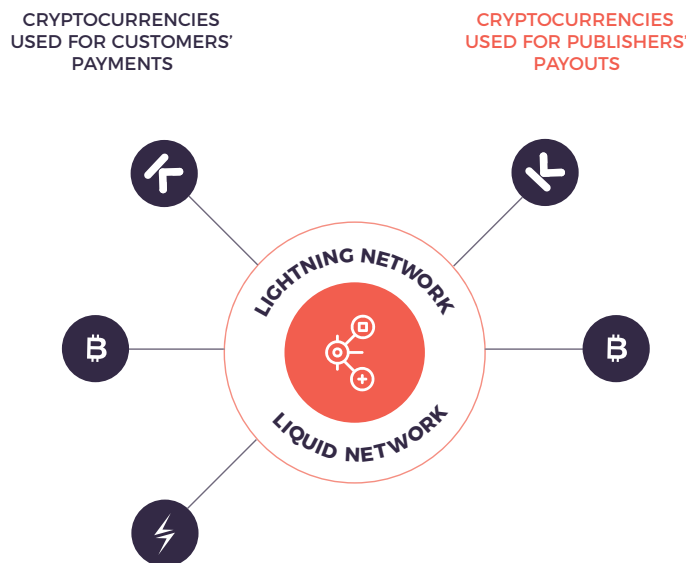 CRYPTOCURRENCIES
USED FOR CUSTOMERS’
PAYMENTS
CRYPTOCURRENCIES
USED FOR PUBLISHERS’
PAYOUTS
LIGHTNING NETWORK
LIQUID NETWORK